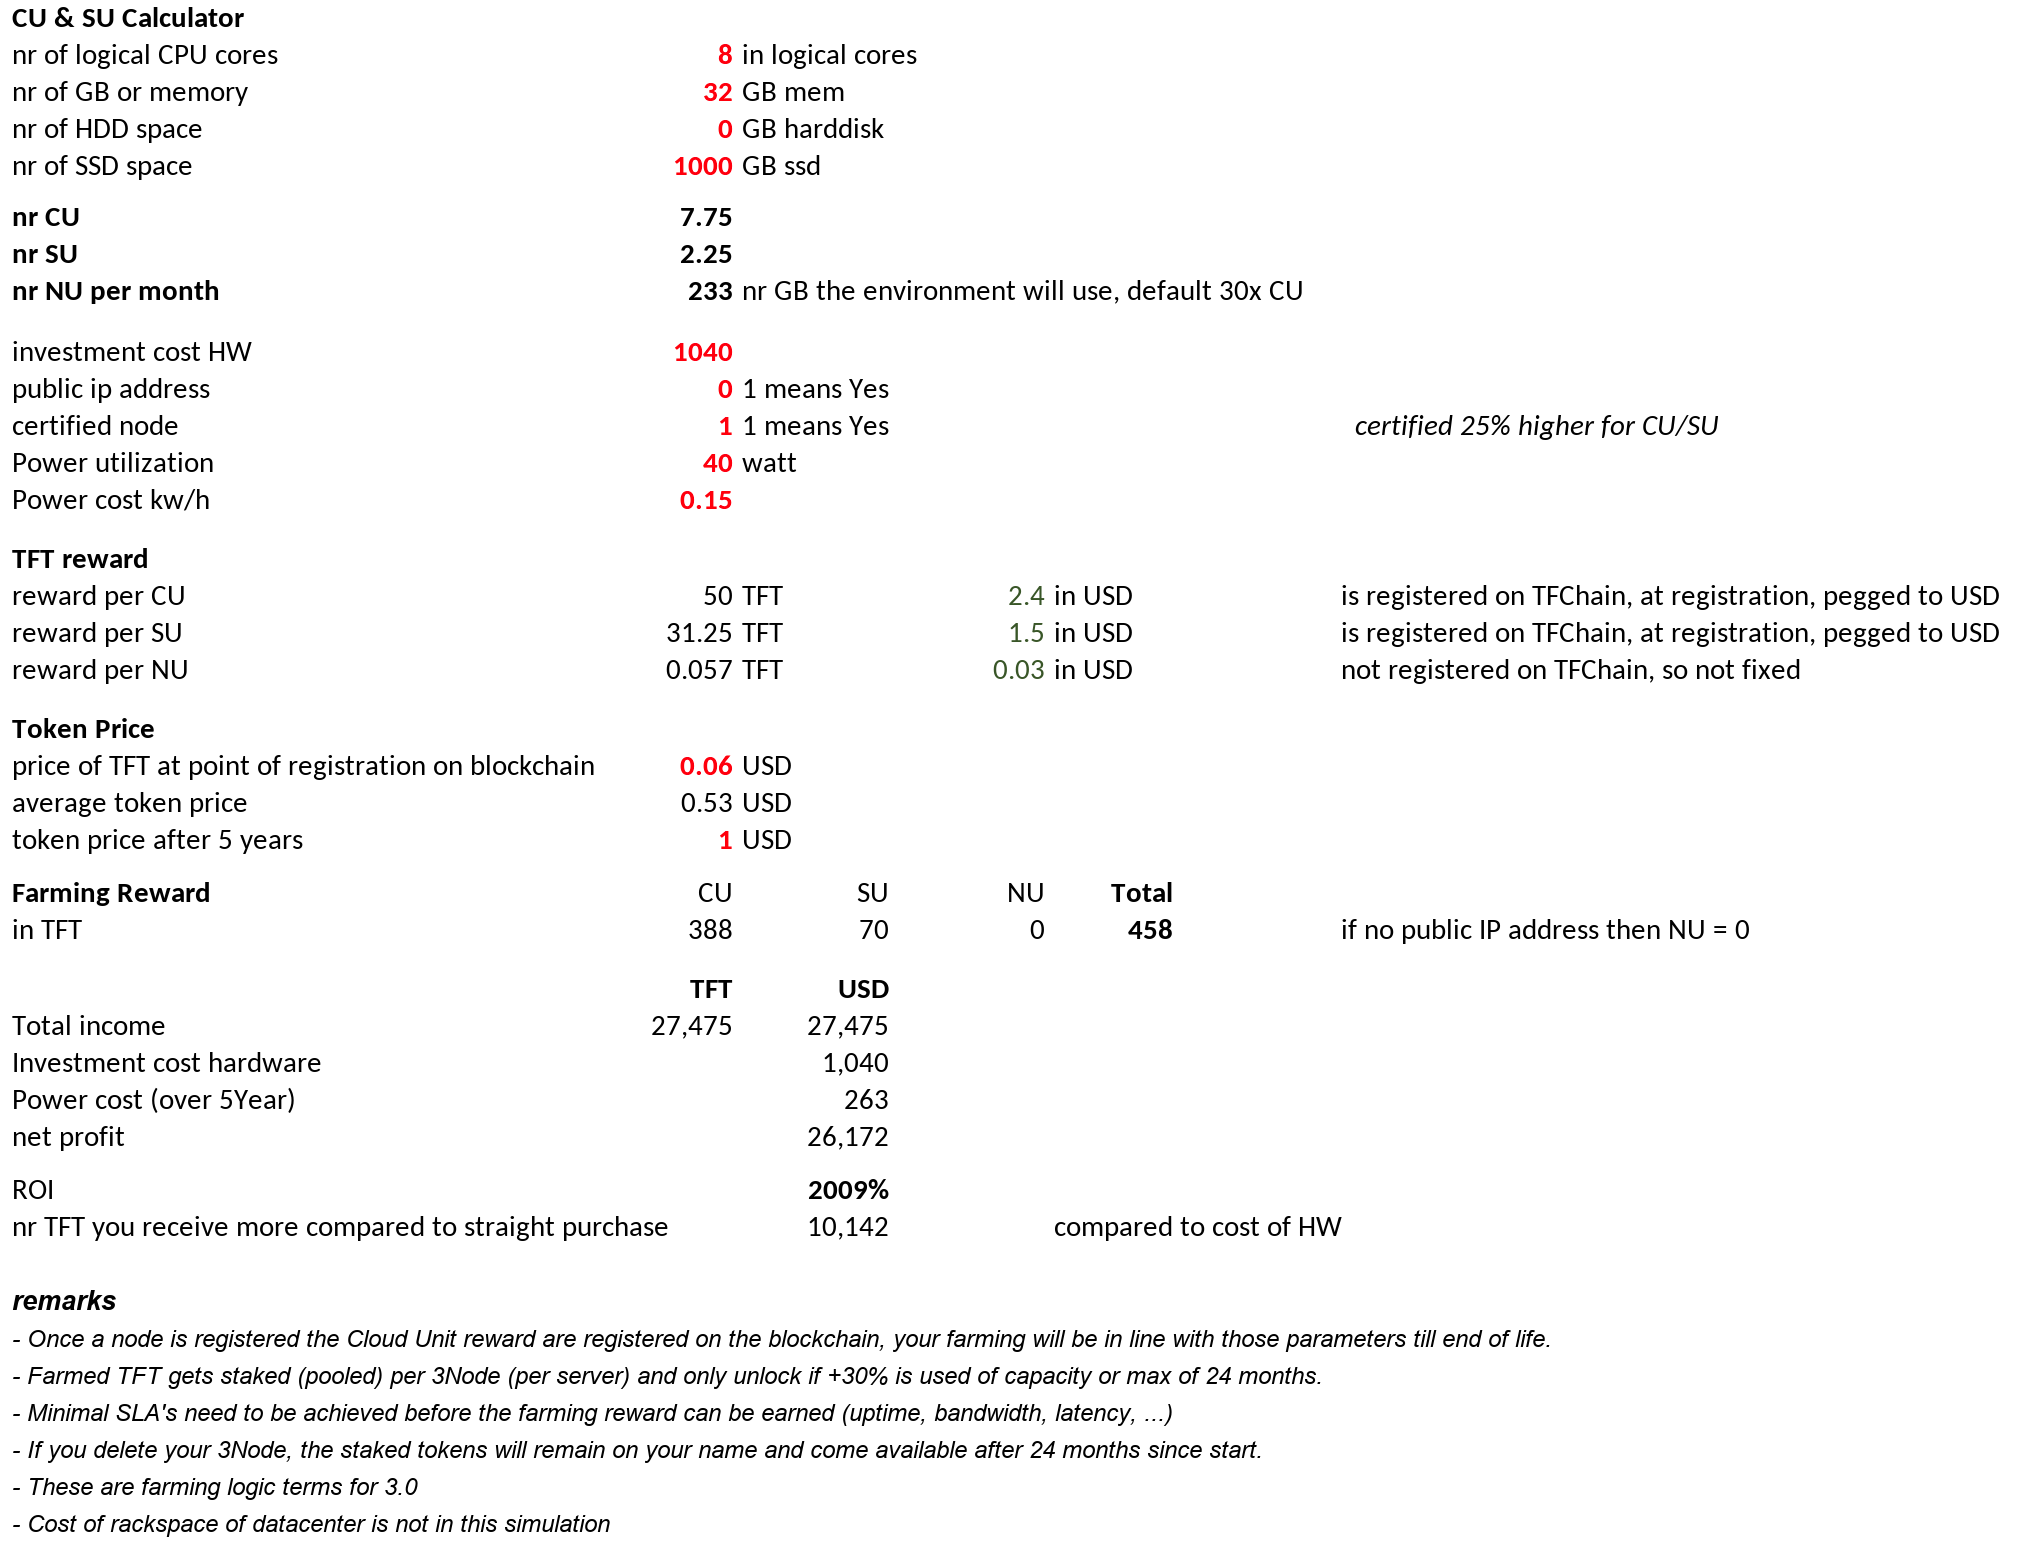 CU & SU Calculator
nr of logical CPU cores 8 in logical cores
nr of GB or memory 32 GB mem
nr of HDD space 0 GB harddisk
nr of SSD space 1000 GB ssd
nr CU 7.75
nr SU 2.25
nr NU per month 233 nr GB the environment will use, default 30x CU
investment cost HW 1040
public ip address 0 1 means Yes
certified node 1 1 means Yes certified 25% higher for CU/SU
Power utilization 40 watt
Power cost kw/h 0.15
TFT reward
reward per CU 50 TFT 2.4 in USD is registered on TFChain, at registration, pegged to USD
reward per SU 31.25 TFT 1.5 in USD is registered on TFChain, at registration, pegged to USD
reward per NU 0.057 TFT 0.03 in USD not registered on TFChain, so not fixed
Token Price
price of TFT at point of registration on blockchain 0.06 USD
average token price 0.53 USD
token price after 5 years 1 USD
Farming Reward CU SU NU Total
in TFT 388 70 0 458 if no public IP address then NU = 0
TFT USD
Total income 27,475 27,475
Investment cost hardware 1,040
Power cost (over 5Year) 263
net profit 26,172
ROI 2009%
nr TFT you receive more compared to straight purchase 10,142 compared to cost of HW
remarks
- Once a node is registered the Cloud Unit reward are registered on the blockchain, your farming will be in line with those parameters till end of life.
- Farmed TFT gets staked (pooled) per 3Node (per server) and only unlock if +30% is used of capacity or max of 24 months.
- Minimal SLA's need to be achieved before the farming reward can be earned (uptime, bandwidth, latency, ...)
- If you delete your 3Node, the staked tokens will remain on your name and come available after 24 months since start.
- These are farming logic terms for 3.0
- Cost of rackspace of datacenter is not in this simulation